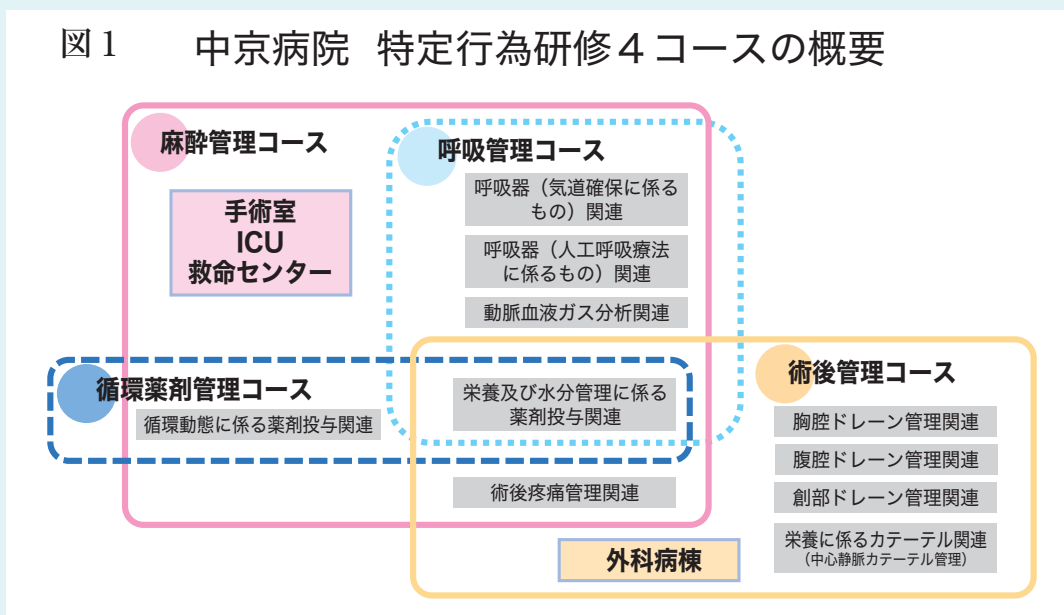 図1 中京病院 特定行為研修4コースの概要
麻酔管理コース
手術室
ICU
救命センター
呼吸管理コース
呼吸器（気道確保に係る
もの）関連
呼吸器（人工呼吸療法
に係るもの）関連
動脈血液ガス分析関連
循環薬剤管理コース
循環動態に係る薬剤投与関連
栄養及び水分管理に係る
薬剤投与関連
術後疼痛管理関連
術後管理コース
胸腔ドレーン管理関連
腹腔ドレーン管理関連
創部ドレーン管理関連
栄養に係るカテーテル関連
（中心静脈カテーテル管理）
外科病棟